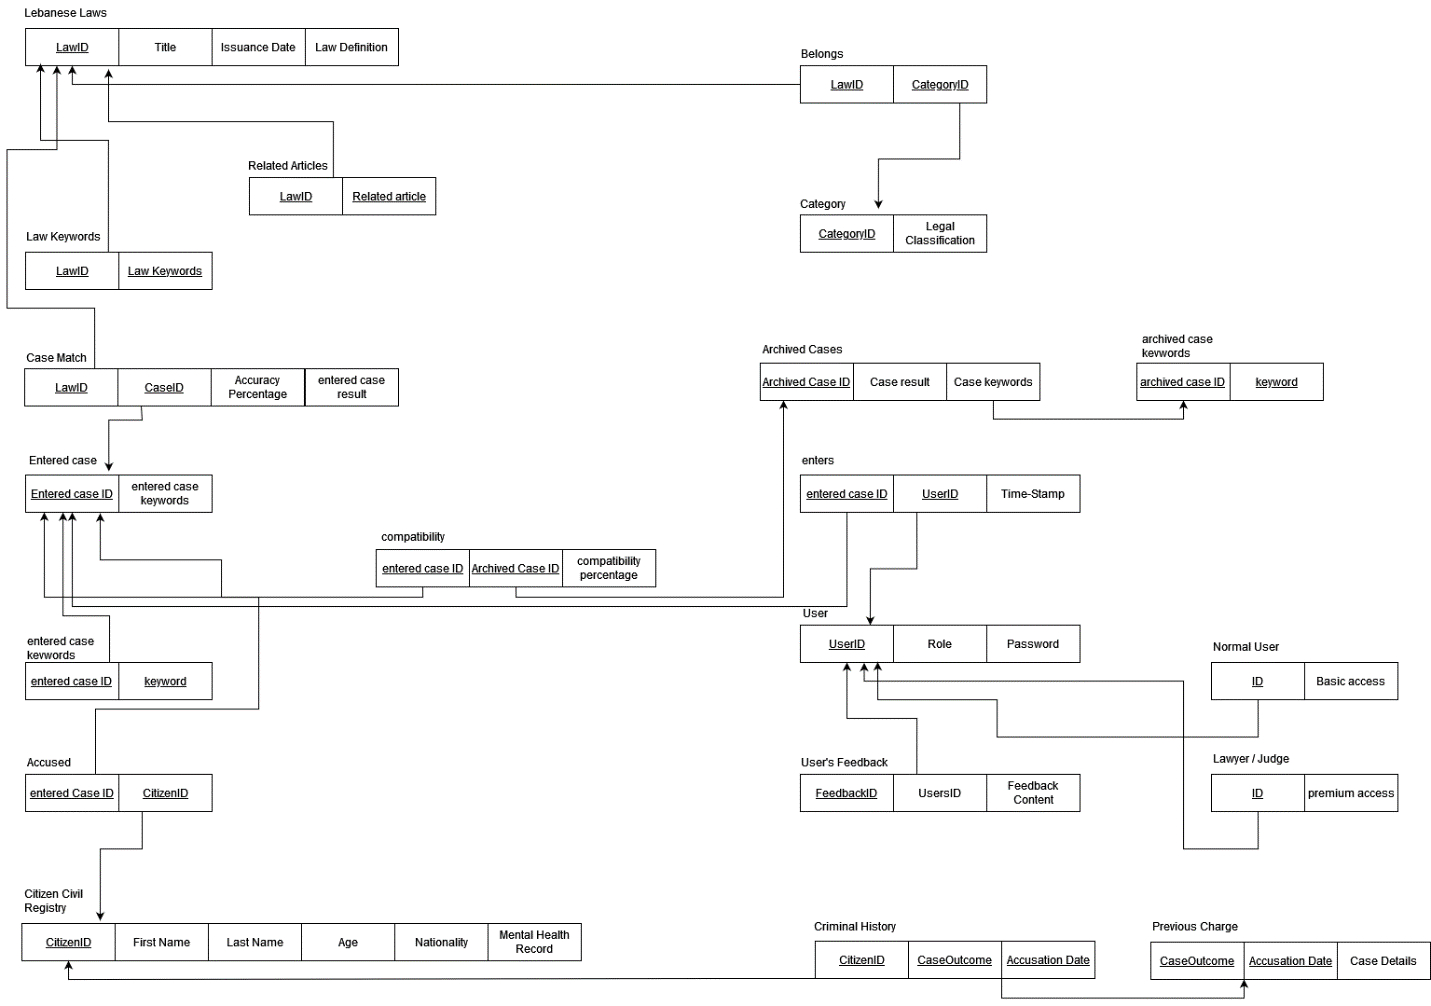 Lebanese Laws
LawID Title Issuance Date Law Definition
Belongs
LawID CategoryID
Related Articles
LawID Related article
Category
CategoryID Legal
Classification
Law Keywords
LawID Law Keywords
Case Match
LawID CaseID Accuracy
Percentage entered case
result
Archived Cases
Archived Case ID Case result Case keywords
archived case
keywords
archived case ID keyword
Entered case
Entered case ID entered case
keywords
enters
entered case ID UserID Time-Stamp
compatibility
entered case ID Archived Case ID compatibility
percentage
entered case
keywords
entered case ID keyword
User
UserID Role Password
Normal User
ID Basic access
Accused
entered Case ID CitizenID
User's Feedback
FeedbackID UsersID Feedback
Content
Lawyer / Judge
ID premium access
Citizen Civil
Registry
CitizenID First Name Last Name Age Nationality Mental Health
Record
Criminal History
CitizenID CaseOutcome Accusation Date
Previous Charge
CaseOutcome Accusation Date Case Details